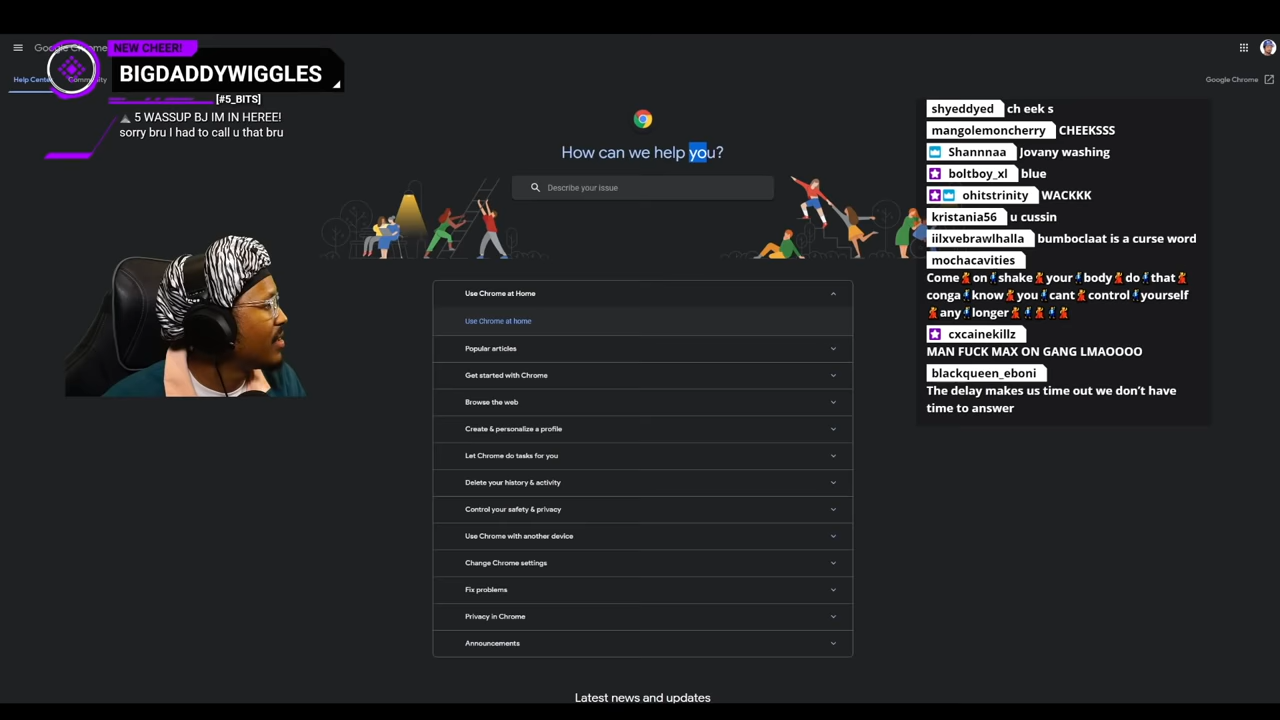 Google Chrome
Help Center
Community
Google Chrome
NEW CHEER!
BIGDADDYWIGGLES
[#5_BITS]
5 WASSUP BJ IM IN HEREE!
sorry bru I had to call u that bru
How can we help you?
Describe your issue
Use Chrome at Home
Use Chrome at home
Popular articles
Get started with Chrome
Browse the web
Create & personalize a profile
Let Chrome do tasks for you
Delete your history & activity
Control your safety & privacy
Use Chrome with another device
Change Chrome settings
Fix problems
Privacy in Chrome
Announcements
Latest news and updates
shyeddyed ch eek s
mangolemoncherry CHEEKSSS
Shannnaa Jovany washing
boltboy_xl blue
ohitstrinity WACKKK
kristania56 u cussin
iilxvebrawlhalla bumboclaat is a curse word
mochacavities
Come💃on🕺shake💃your🕺body💃do🕺that💃
conga🕺know💃you🕺cant💃control🕺yourself
💃any🕺longer💃🕺💃🕺💃
cxcainekillz
MAN FUCK MAX ON GANG LMAOOOO
blackqueen_eboni
The delay makes us time out we don't have
time to answer